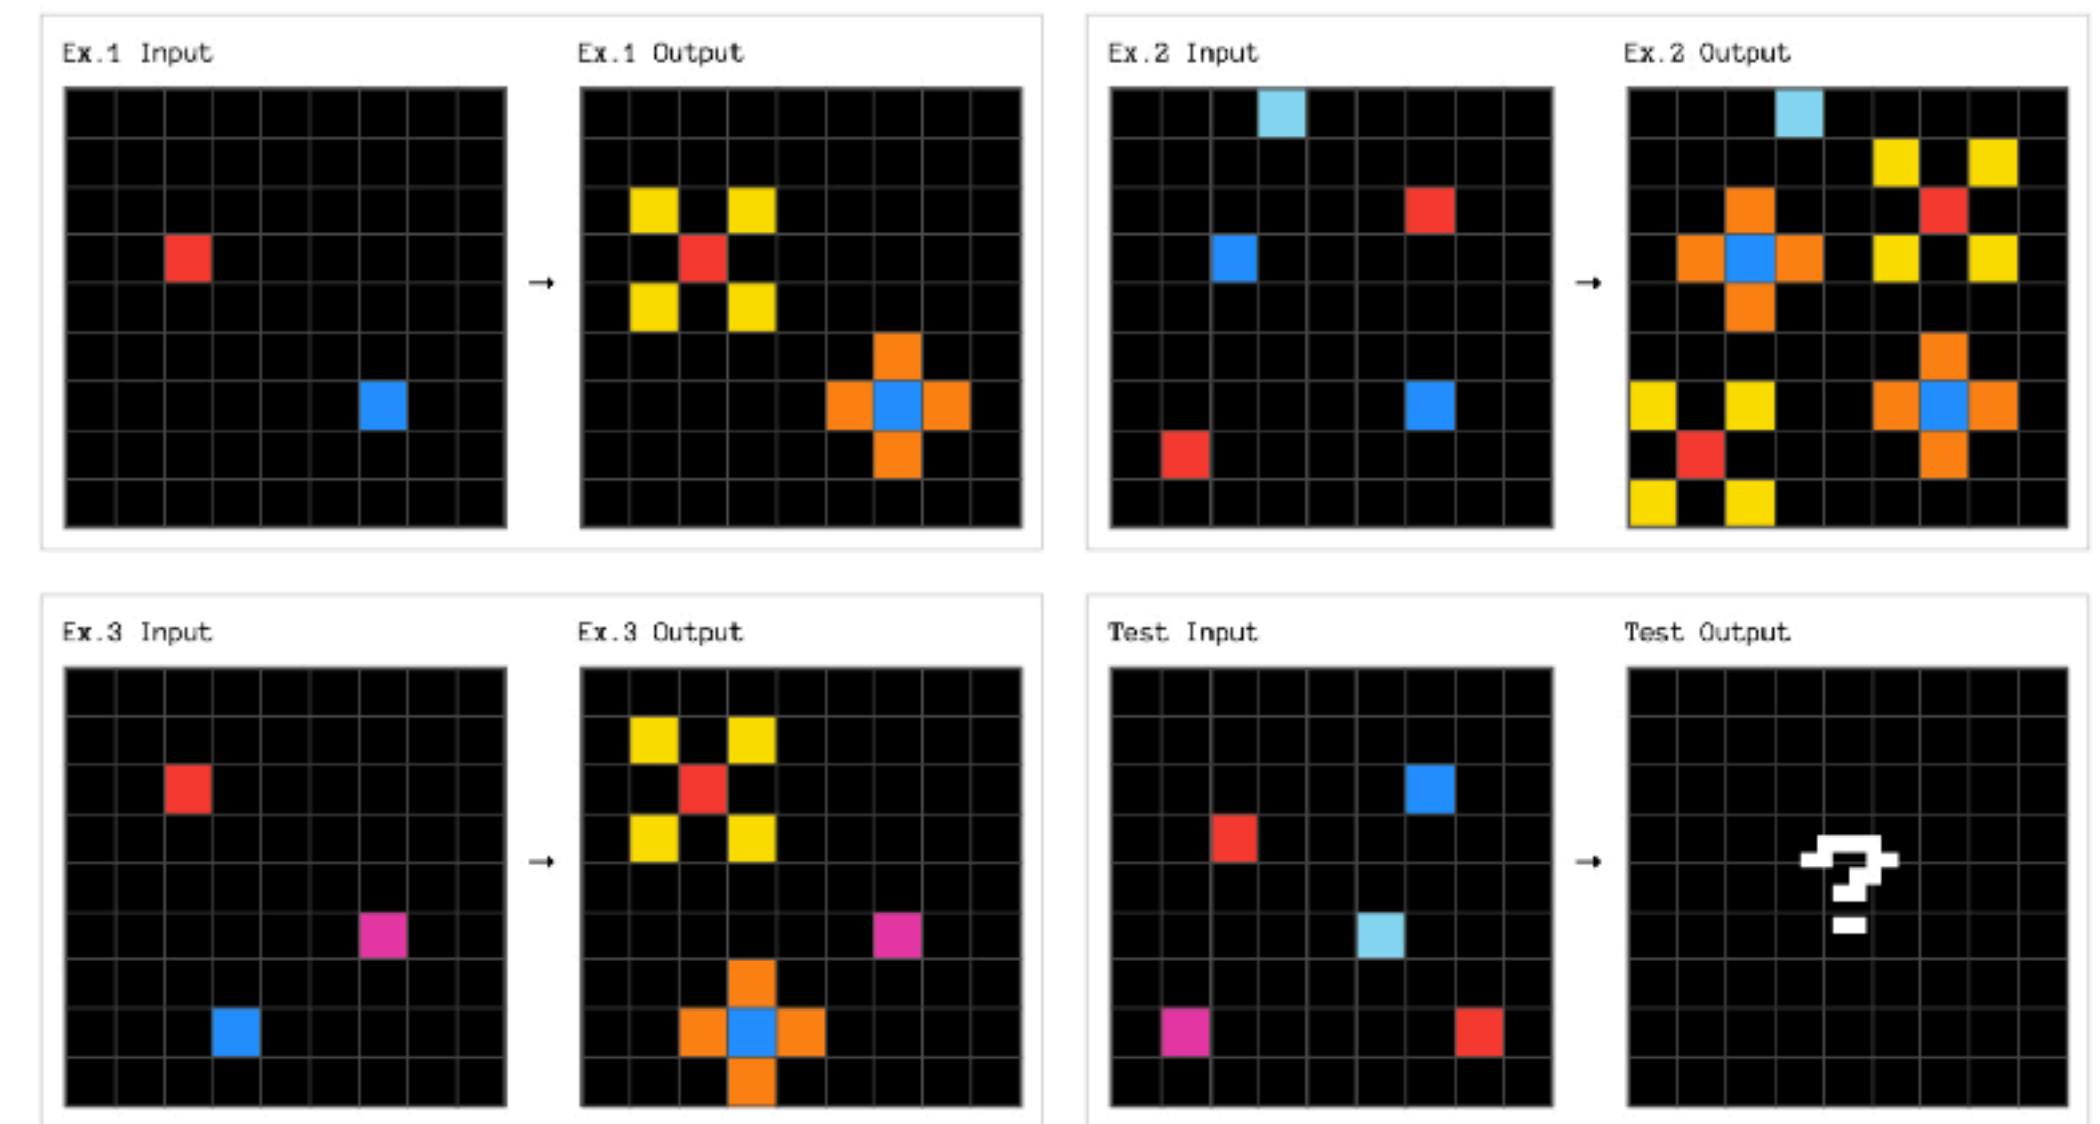 Ex.1 Input
Ex.1 Output
Ex.2 Input
Ex.2 Output
→
→
Ex.3 Input
Ex.3 Output
Test Input
Test Output
→
→
?